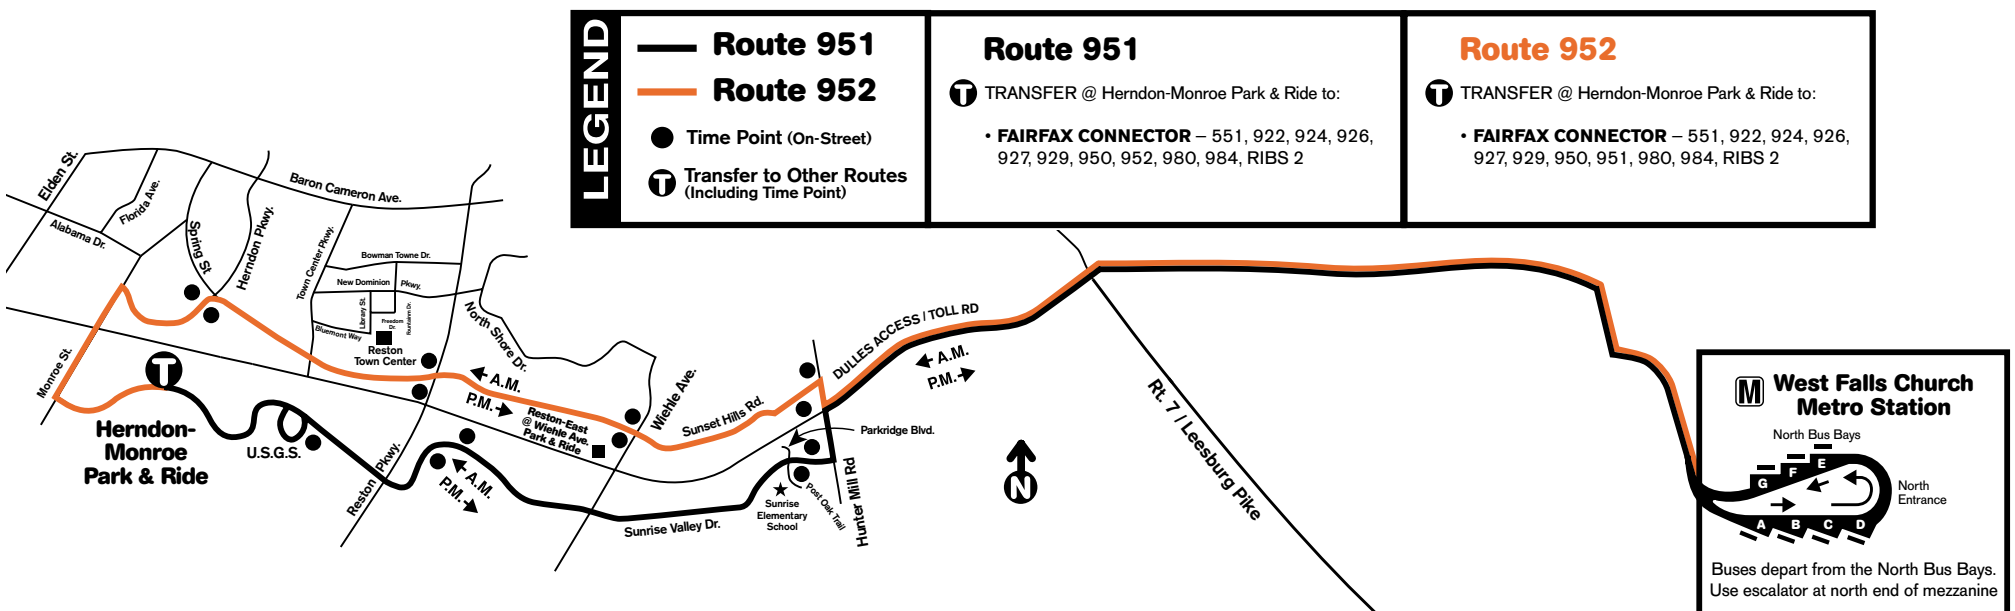 LEGEND
Route 951
Route 952
Time Point (On-Street)
T
Transfer to Other Routes
(Including Time Point)
Route 951
T TRANSFER @ Herndon-Monroe Park & Ride to:
• FAIRFAX CONNECTOR – 551, 922, 924, 926,
927, 929, 950, 952, 980, 984, RIBS 2
Route 952
T TRANSFER @ Herndon-Monroe Park & Ride to:
• FAIRFAX CONNECTOR – 551, 922, 924, 926,
927, 929, 950, 951, 980, 984, RIBS 2
Elden St.
Florida Ave.
Alabama Dr.
Spring St
Herndon Pkwy.
Baron Cameron Ave.
Town Center Pkwy.
Bowman Towne Dr.
New Dominion Pkwy.
Library St.
Freedom
Dr.
Fountain Dr.
Bluemont Way
Reston
Town Center
North Shore Dr.
Monroe St.
T
Herndon-
Monroe
Park & Ride
U.S.G.S.
Reston Pkwy.
A.M.
P.M.
A.M.
P.M.
Reston-East
@ Wiehle Ave.
Park & Ride
Wiehle Ave.
Sunset Hills Rd.
Sunrise Valley Dr.
Sunrise
Elementary
School
Post Oak Trail
Parkridge Blvd.
Hunter Mill Rd
DULLES ACCESS / TOLL RD
A.M.
P.M.
N
Rt. 7 / Leesburg Pike
M West Falls Church
Metro Station
North Bus Bays
G
F
E
North
Entrance
A
B
C
D
Buses depart from the North Bus Bays.
Use escalator at north end of mezzanine